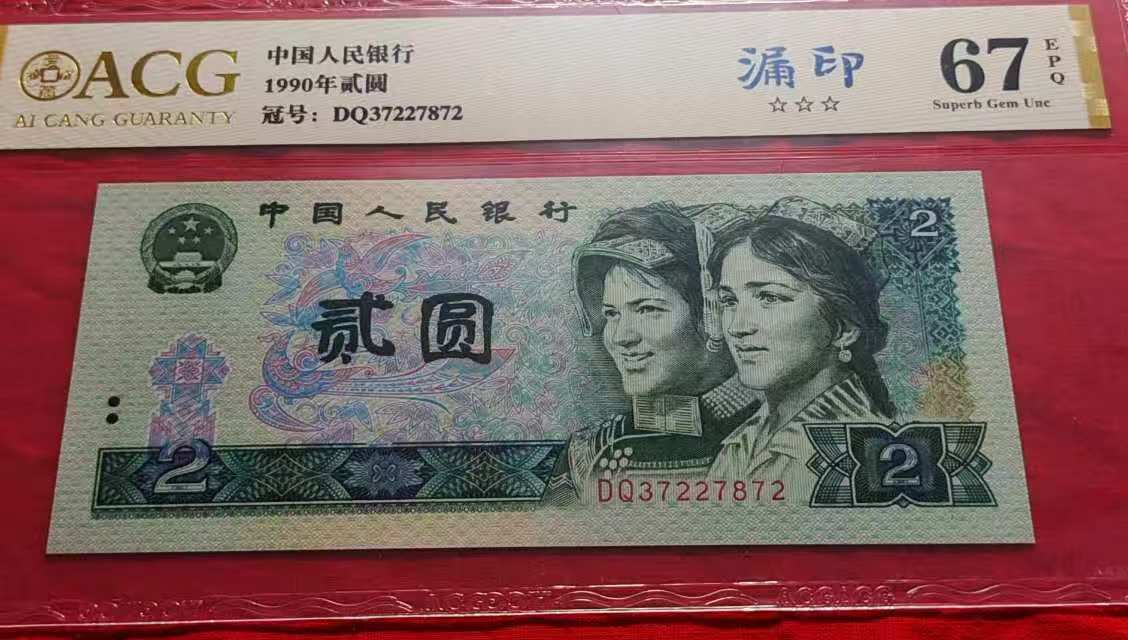 ACG
AI CANG GUARANTY
中国人民银行
1990年贰圆
冠号：DQ37227872
漏印
☆☆☆
67
EPQ
Superb Gem Unc
中国人民银行
2
贰圆
2
DQ37227872
2
ACGAGG